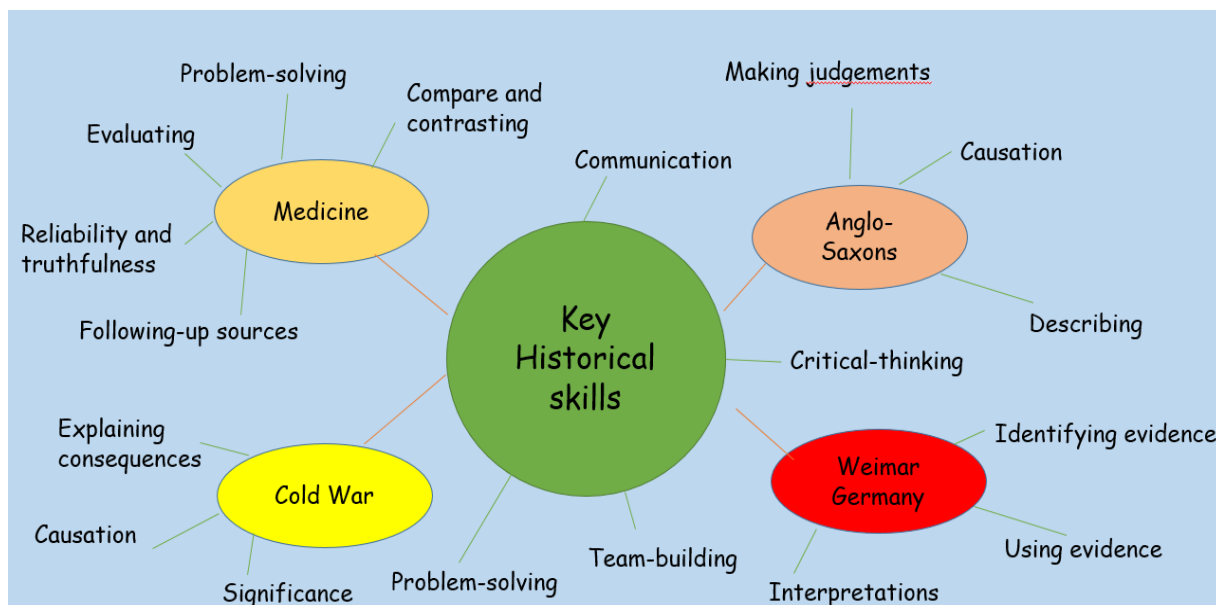 Problem-solving
Compare and
contrasting
Evaluating
Medicine
Reliability and
truthfulness
Following-up sources
Communication
Making judgements
Causation
Anglo-
Saxons
Describing
Key
Historical
skills
Critical-thinking
Explaining
consequences
Cold War
Causation
Significance
Problem-solving
Team-building
Identifying evidence
Weimar
Germany
Using evidence
Interpretations